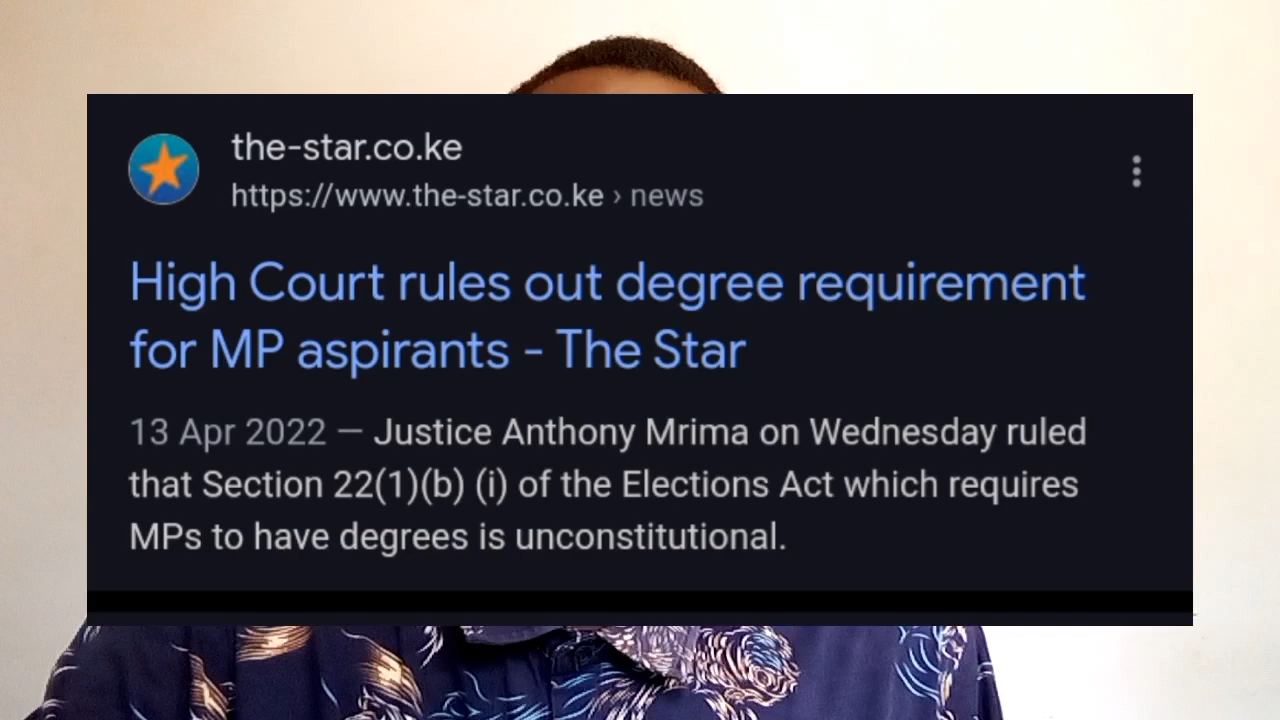 the-star.co.ke
https://www.the-star.co.ke › news
High Court rules out degree requirement
for MP aspirants - The Star
13 Apr 2022 — Justice Anthony Mrima on Wednesday ruled
that Section 22(1)(b) (i) of the Elections Act which requires
MPs to have degrees is unconstitutional.